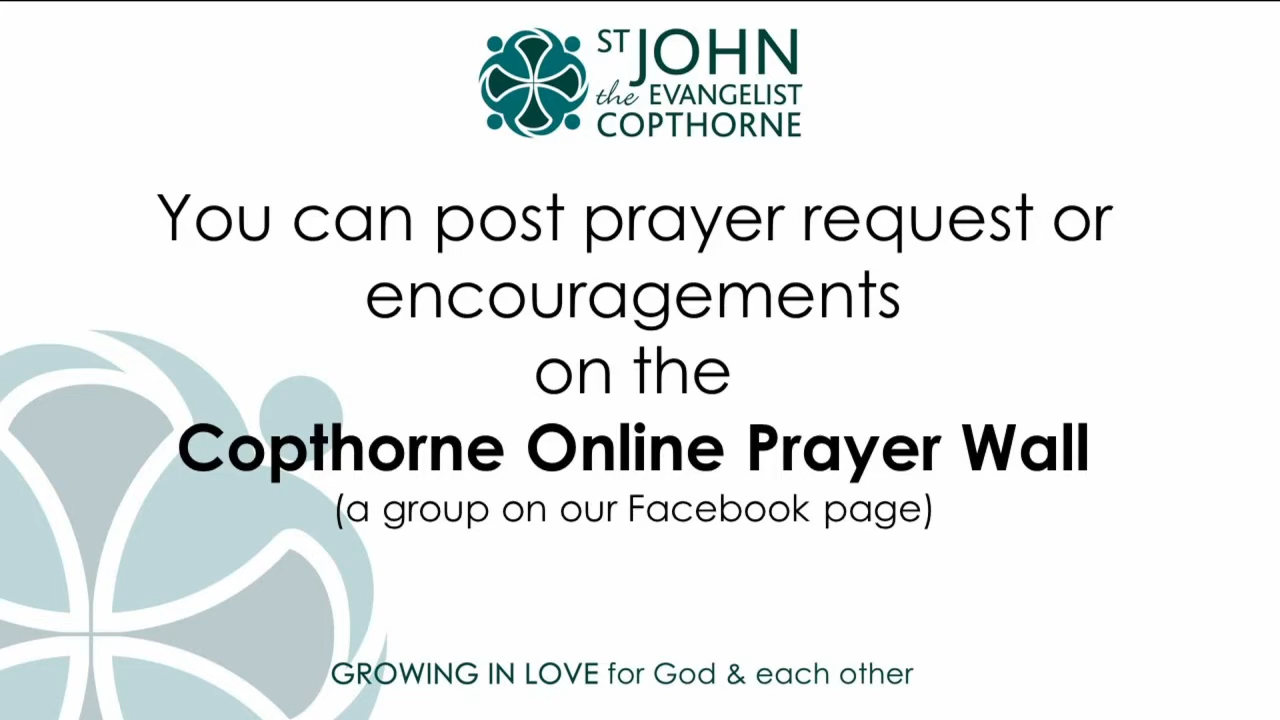 ST JOHN
the EVANGELIST
COPTHORNE
You can post prayer request or
encouragements
on the
Copthorne Online Prayer Wall
(a group on our Facebook page)
GROWING IN LOVE for God & each other